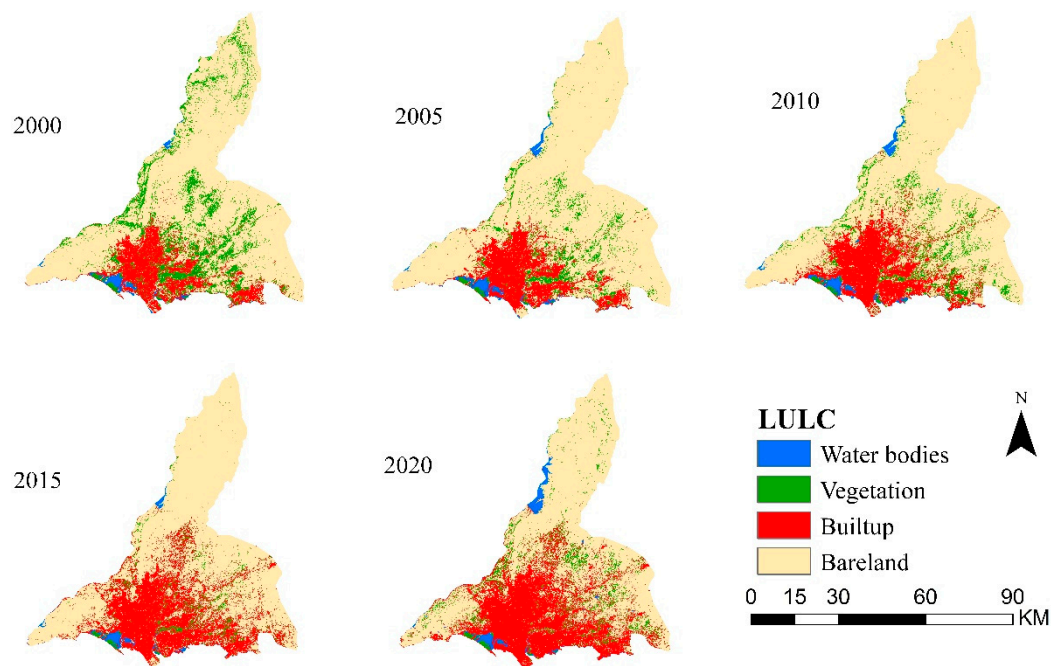 2000
2005
2010
2015
2020
N
LULC
Water bodies
Vegetation
Builtup
Bareland
0 15 30 60 90
KM